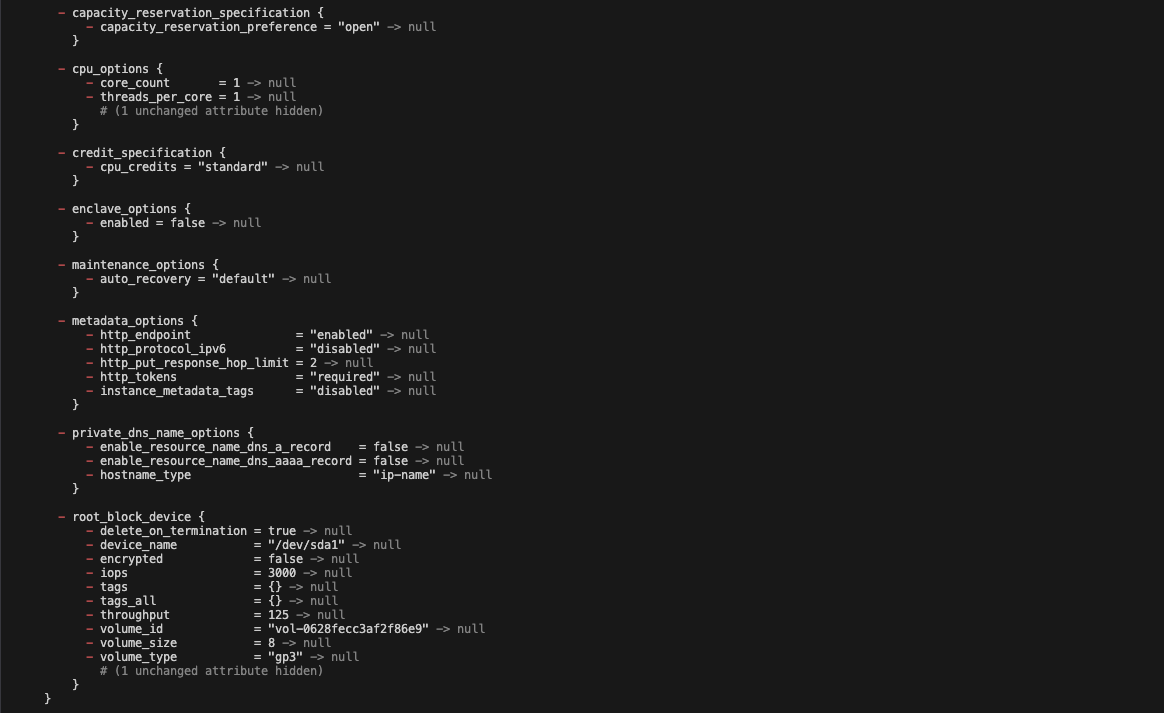 - capacity_reservation_specification {
- capacity_reservation_preference = "open" -> null
}
- cpu_options {
- core_count       = 1 -> null
- threads_per_core = 1 -> null
# (1 unchanged attribute hidden)
}
- credit_specification {
- cpu_credits = "standard" -> null
}
- enclave_options {
- enabled = false -> null
}
- maintenance_options {
- auto_recovery = "default" -> null
}
- metadata_options {
- http_endpoint               = "enabled" -> null
- http_protocol_ipv6          = "disabled" -> null
- http_put_response_hop_limit = 2 -> null
- http_tokens                 = "required" -> null
- instance_metadata_tags      = "disabled" -> null
}
- private_dns_name_options {
- enable_resource_name_dns_a_record    = false -> null
- enable_resource_name_dns_aaaa_record = false -> null
- hostname_type                        = "ip-name" -> null
}
- root_block_device {
- delete_on_termination = true -> null
- device_name           = "/dev/sda1" -> null
- encrypted             = false -> null
- iops                  = 3000 -> null
- tags                  = {} -> null
- tags_all              = {} -> null
- throughput            = 125 -> null
- volume_id             = "vol-0628fecc3af2f86e9" -> null
- volume_size           = 8 -> null
- volume_type           = "gp3" -> null
# (1 unchanged attribute hidden)
}
}